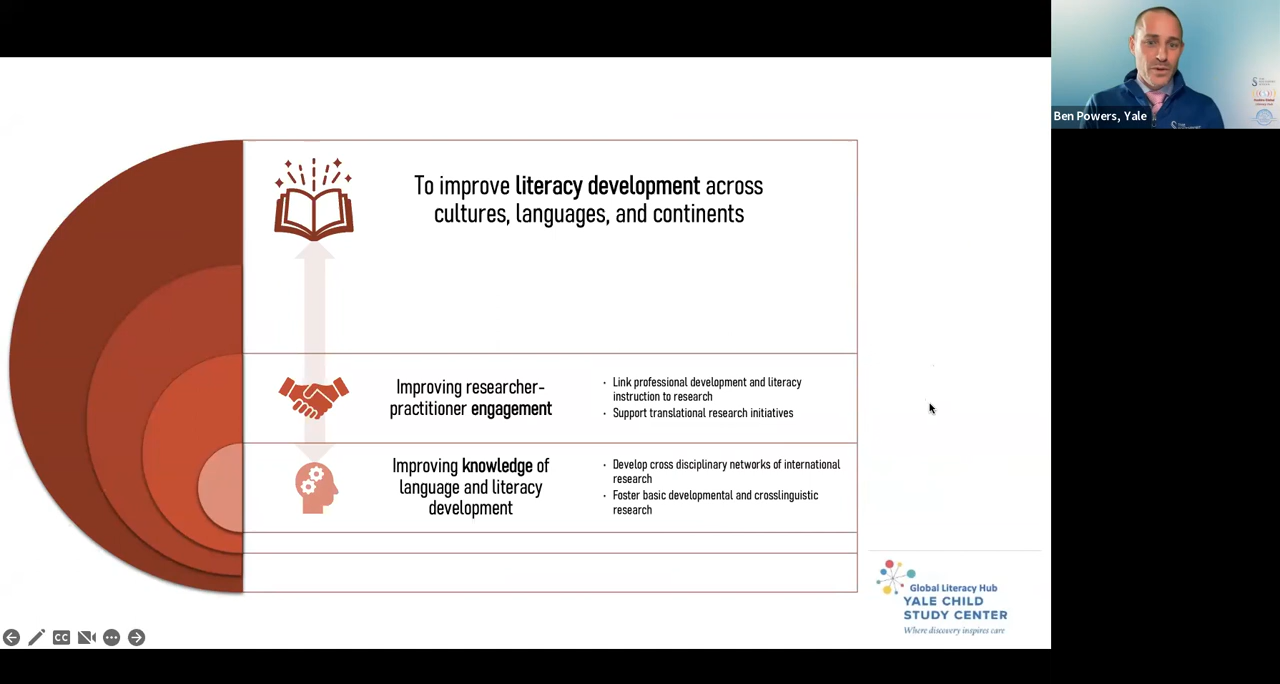 Ben Powers, Yale
To improve literacy development across
cultures, languages, and continents
Improving researcher-
practitioner engagement
· Link professional development and literacy
instruction to research
· Support translational research initiatives
Improving knowledge of
language and literacy
development
· Develop cross disciplinary networks of international
research
· Foster basic developmental and crosslinguistic
research
Global Literacy Hub
YALE CHILD
STUDY CENTER
Where discovery inspires care
CC